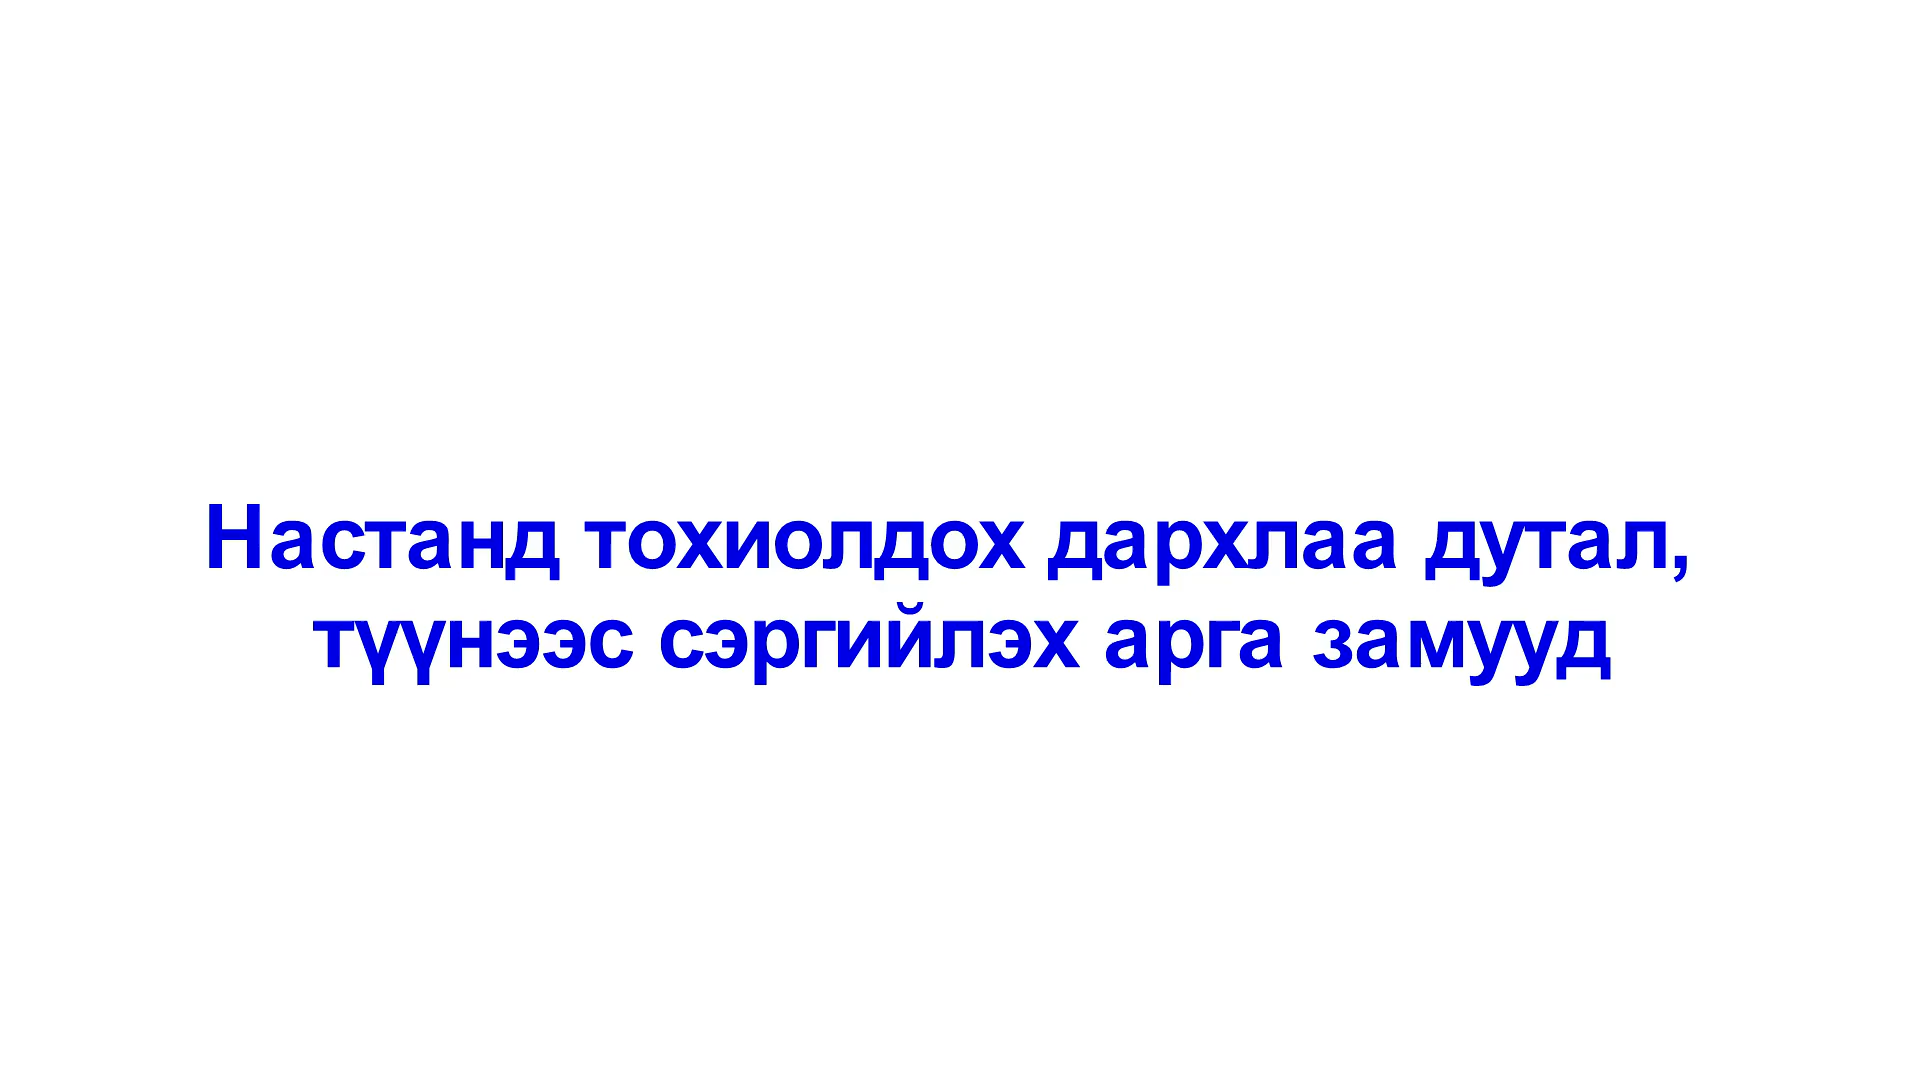 Настанд тохиолдох дархлаа дутал,
түүнээс сэргийлэх арга замууд